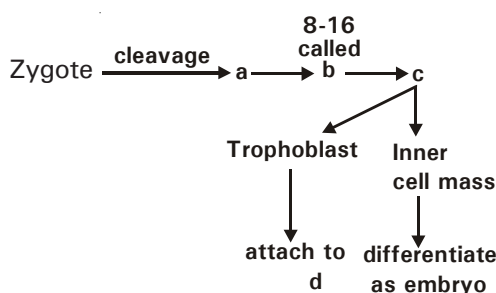 8-16
called
Zygote cleavage a b c
Trophoblast Inner
cell mass
attach to differentiate
d as embryo